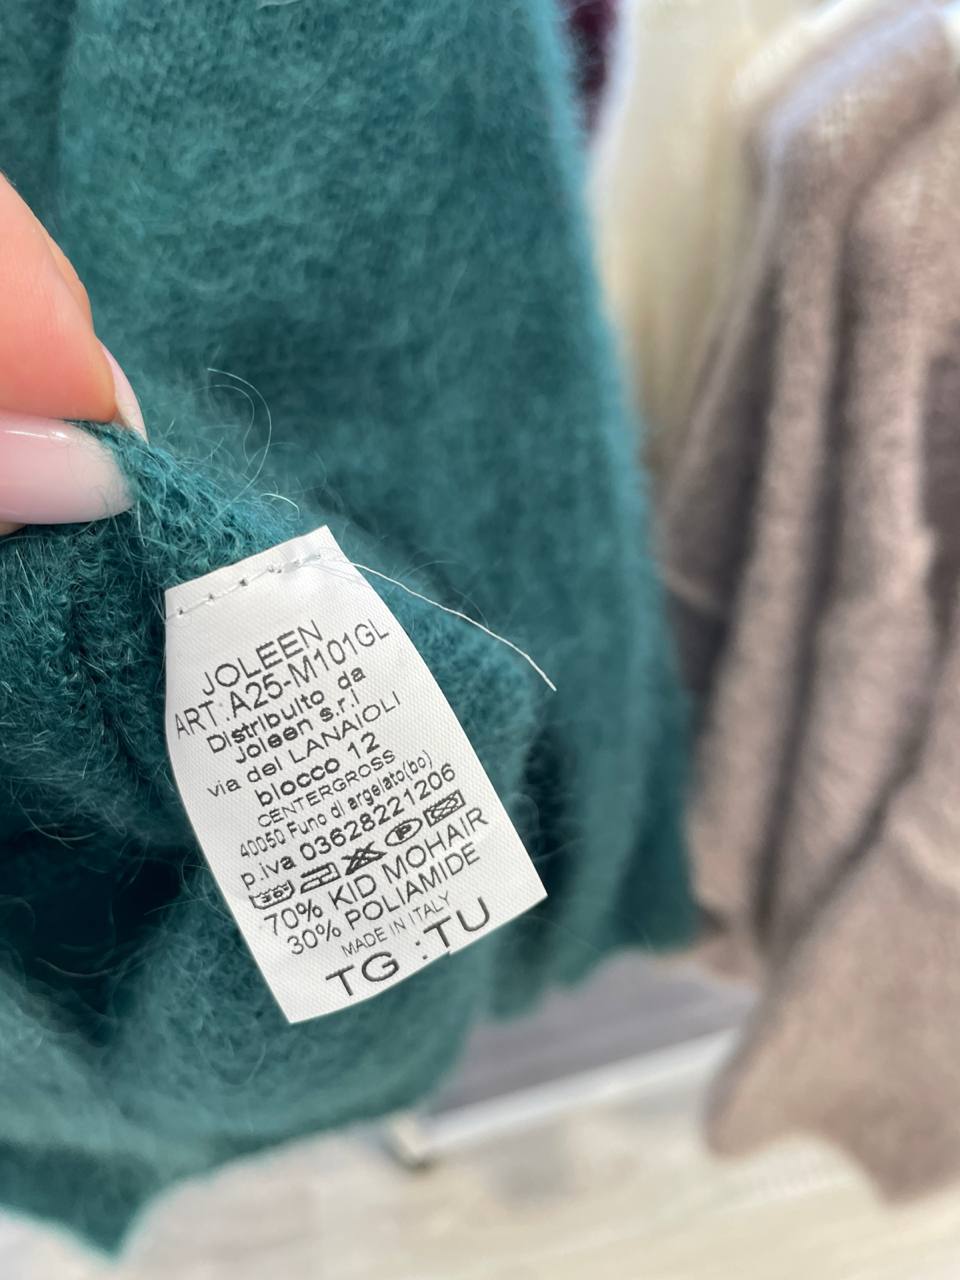 JOLEEN
ART.:A25-M101GL
Distribuito da
Joleen s.r.l
via del LANAIOLI
blocco 12
CENTERGROSS
40050 Funo di argelato(bo)
p.iva 03628221206
30° P
70% KID MOHAIR
30% POLIAMIDE
MADE IN ITALY
TG :TU